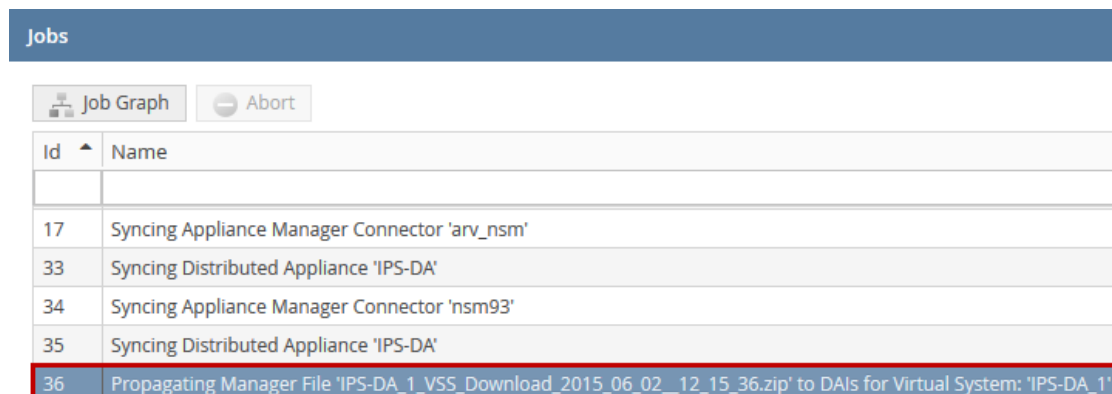 Jobs
Job Graph Abort
Id Name
17 Syncing Appliance Manager Connector 'arv_nsm'
33 Syncing Distributed Appliance 'IPS-DA'
34 Syncing Appliance Manager Connector 'nsm93'
35 Syncing Distributed Appliance 'IPS-DA'
36 Propagating Manager File 'IPS-DA_1_VSS_Download_2015_06_02__12_15_36.zip' to DAIs for Virtual System: 'IPS-DA_1'